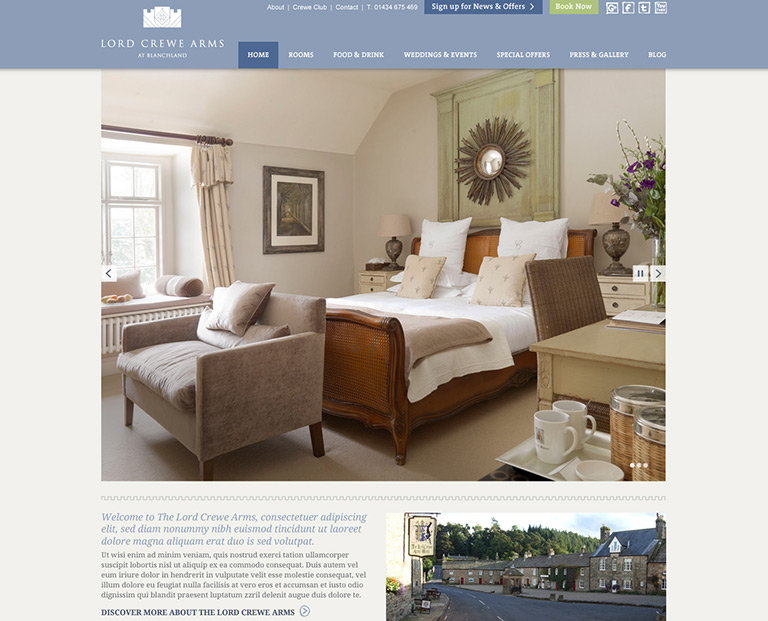 About | Crewe Club | Contact | T: 01434 675 469
Sign up for News & Offers
Book Now
LORD CREWE ARMS
AT BLANCHLAND
HOME ROOMS FOOD & DRINK WEDDINGS & EVENTS SPECIAL OFFERS PRESS & GALLERY BLOG
Welcome to The Lord Crewe Arms, consectetuer adipiscing
elit, sed diam nonummy nibh euismod tincidunt ut laoreet
dolore magna aliquam erat duo is sed volutpat.
Ut wisi enim ad minim veniam, quis nostrud exerci tation ullamcorper
suscipit lobortis nisl ut aliquip ex ea commodo consequat. Duis autem vel
eum iriure dolor in hendrerit in vulputate velit esse molestie consequat, vel
illum dolore eu feugiat nulla facilisis at vero eros et accumsan et iusto odio
dignissim qui blandit praesent luptatum zzril delenit augue duis dolore te.
DISCOVER MORE ABOUT THE LORD CREWE ARMS